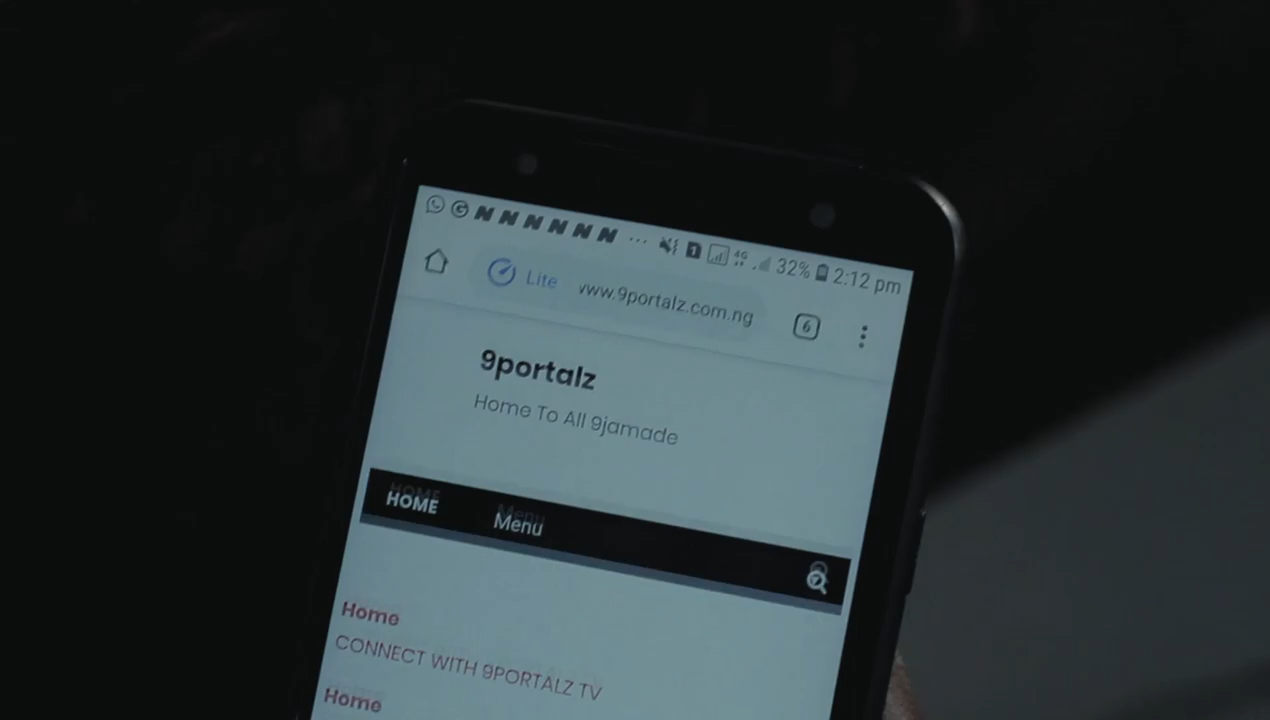 4G 32% 2:12 pm
Lite www.9portalz.com.ng 6
9portalz
Home To All 9jamade
HOME Menu
Home
CONNECT WITH 9PORTALZ TV
Home